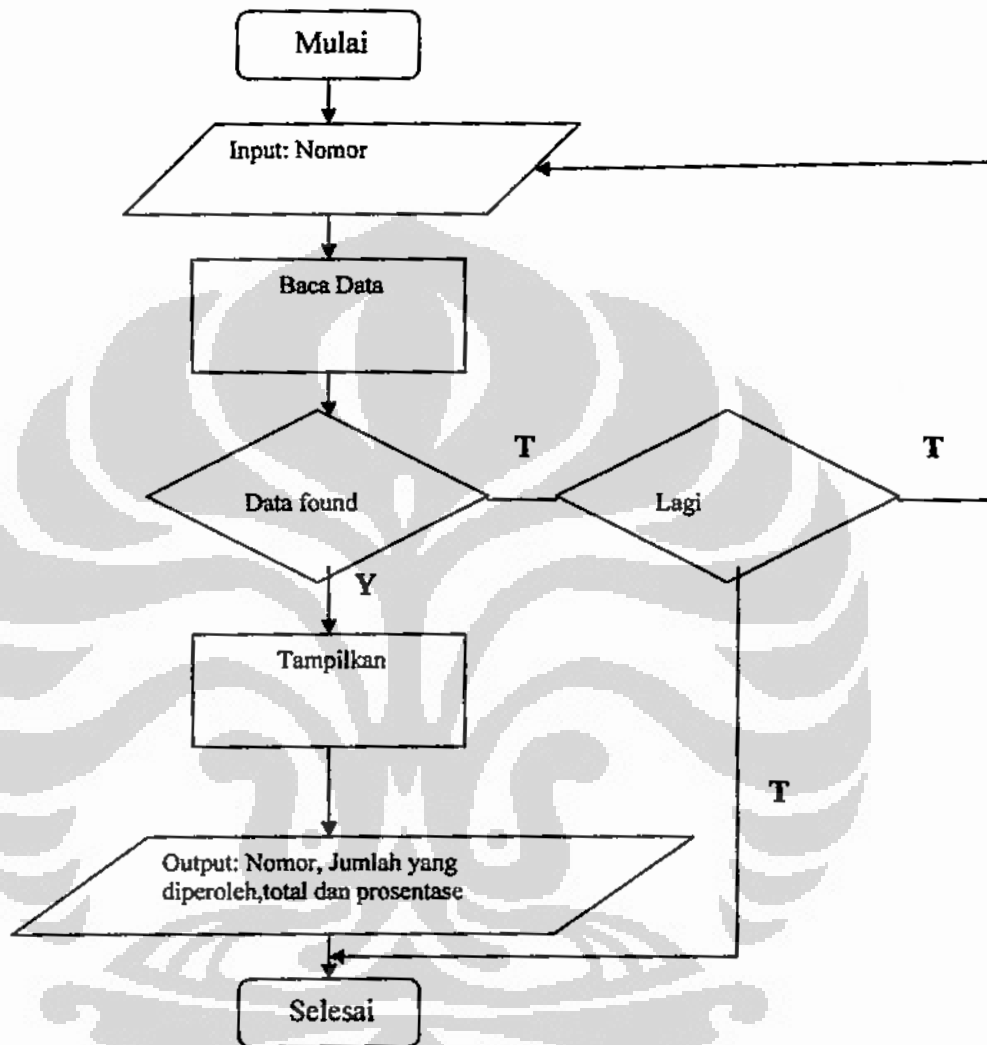 Mulai
Input: Nomor
Baca Data
T
T
Data found
Lagi
Y
Tampilkan
T
Output: Nomor, Jumlah yang
diperoleh,total dan prosentase
Selesai